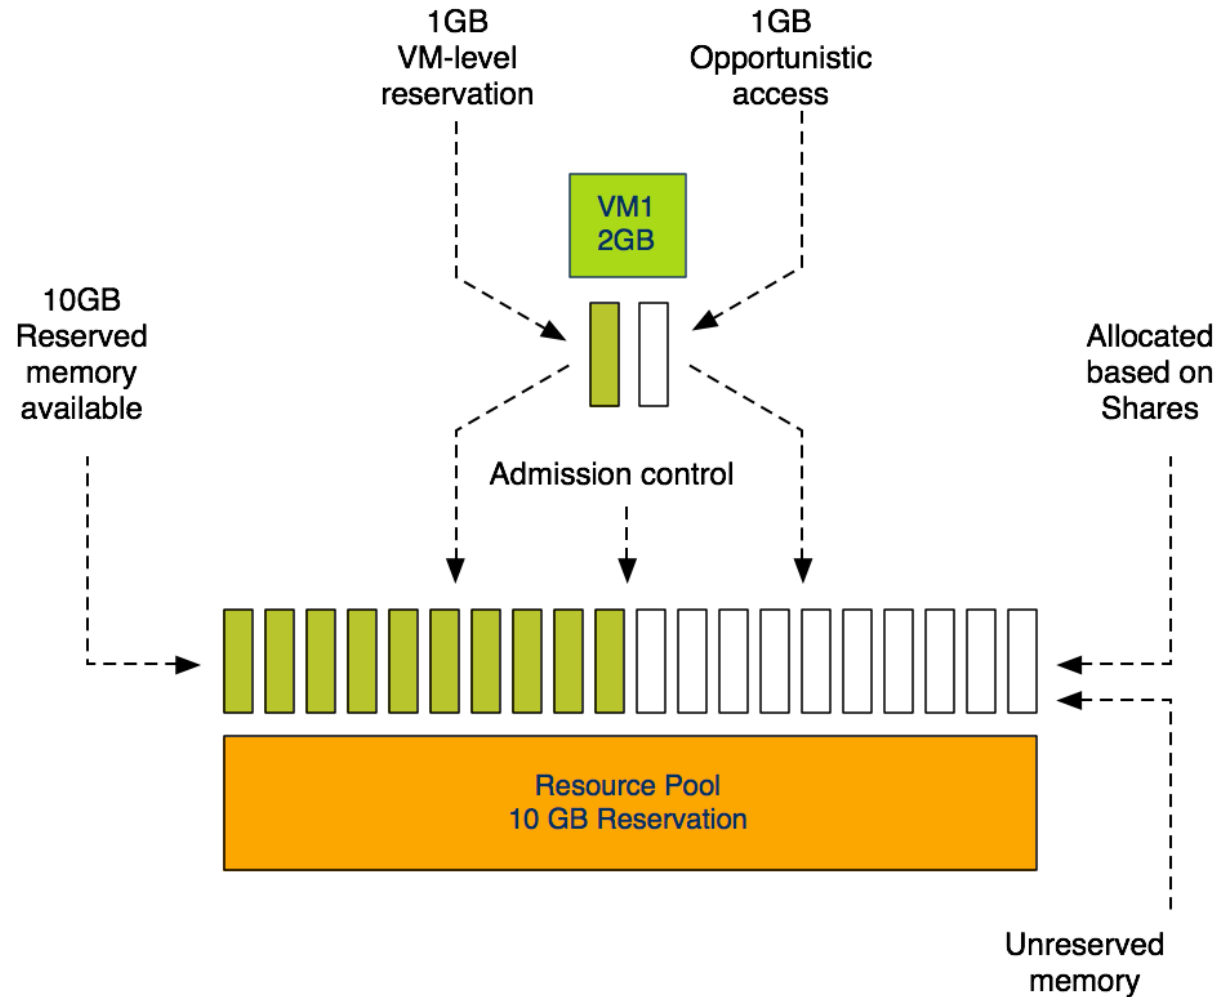 1GB
VM-level
reservation
1GB
Opportunistic
access
VM1
2GB
10GB
Reserved
memory
available
Allocated
based on
Shares
Admission control
Resource Pool
10 GB Reservation
Unreserved
memory